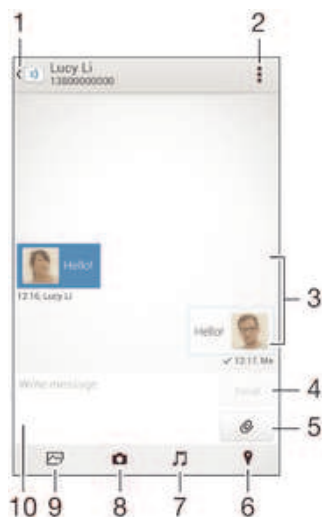 1
2
Lucy Li
13800000000
Hello!
12:16, Lucy Li
Hello!
3
✓ 12:17, Me
Write message
Send
4
5
10
9
8
7
6